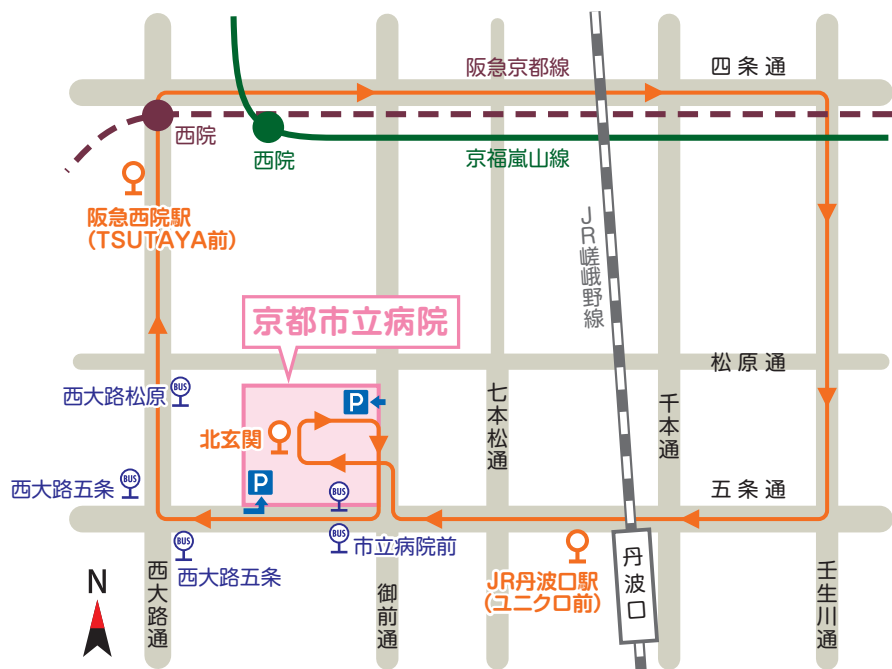 阪急京都線
四条通
西院
西院
京福嵐山線
阪急西院駅
(TSUTAYA前)
JR嵯峨野線
京都市立病院
松原通
BUS
西大路松原
P
七本松通
千本通
北玄関
BUS
西大路五条
P
五条通
BUS
BUS
市立病院前
BUS
西大路五条
JR丹波口駅
(ユニクロ前)
丹波口
N
西大路通
御前通
壬生川通